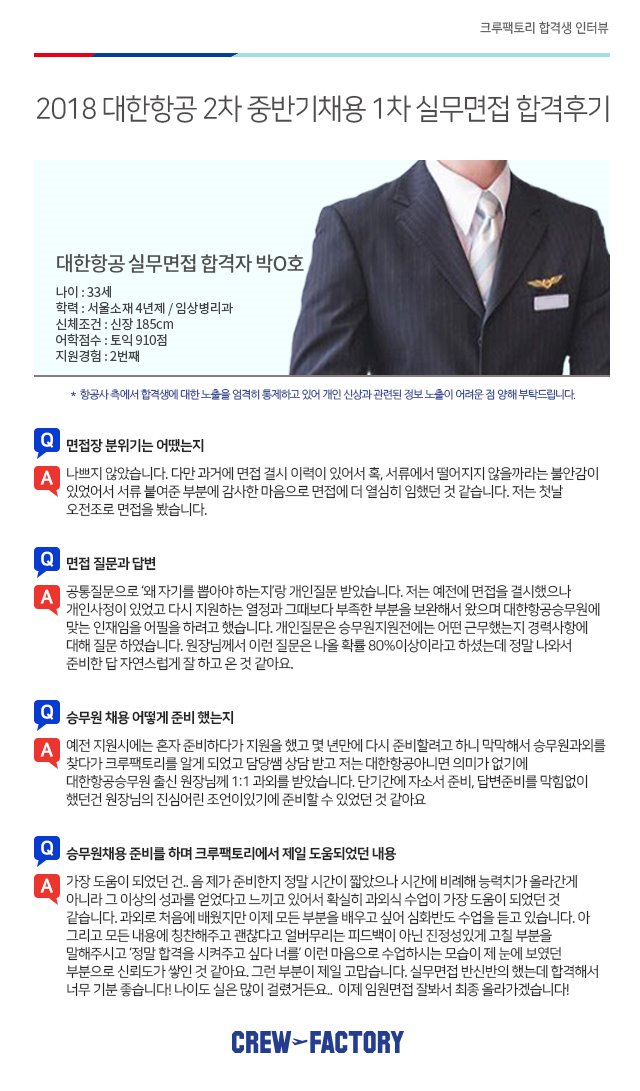 크루팩토리 합격생 인터뷰
2018 대한항공 2차 중반기채용 1차 실무면접 합격후기
대한항공 실무면접 합격자 박O호
나이 : 33세
학력 : 서울소재 4년제 / 임상병리과
신체조건 : 신장 185cm
어학점수 : 토익 910점
지원경험 : 2번째
* 항공사 측에서 합격생에 대한 노출을 엄격히 통제하고 있어 개인 신상과 관련된 정보 노출이 어려운 점 양해 부탁드립니다.
Q 면접장 분위기는 어땠는지
A 나쁘지 않았습니다. 다만 과거에 면접 결시 이력이 있어서 혹, 서류에서 떨어지지 않을까라는 불안감이
있었어서 서류 붙여준 부분에 감사한 마음으로 면접에 더 열심히 임했던 것 같습니다. 저는 첫날
오전조로 면접을 봤습니다.
Q 면접 질문과 답변
A 공통질문으로 '왜 자기를 뽑아야 하는지'랑 개인질문 받았습니다. 저는 예전에 면접을 결시했으나
개인사정이 있었고 다시 지원하는 열정과 그때보다 부족한 부분을 보완해서 왔으며 대한항공승무원에
맞는 인재임을 어필을 하려고 했습니다. 개인질문은 승무원지원전에는 어떤 근무했는지 경력사항에
대해 질문 하였습니다. 원장님께서 이런 질문은 나올 확률 80%이상이라고 하셨는데 정말 나와서
준비한 답 자연스럽게 잘 하고 온 것 같아요.
Q 승무원 채용 어떻게 준비 했는지
A 예전 지원시에는 혼자 준비하다가 지원을 했고 몇 년만에 다시 준비할려고 하니 막막해서 승무원과외를
찾다가 크루팩토리를 알게 되었고 담당쌤 상담 받고 저는 대한항공아니면 의미가 없기에
대한항공승무원 출신 원장님께 1:1 과외를 받았습니다. 단기간에 자소서 준비, 답변준비를 막힘없이
했던건 원장님의 진심어린 조언이있기에 준비할 수 있었던 것 같아요
Q 승무원채용 준비를 하며 크루팩토리에서 제일 도움되었던 내용
A 가장 도움이 되었던 건.. 음 제가 준비한지 정말 시간이 짧았으나 시간에 비례해 능력치가 올라간게
아니라 그 이상의 성과를 얻었다고 느끼고 있어서 확실히 과외식 수업이 가장 도움이 되었던 것
같습니다. 과외로 처음에 배웠지만 이제 모든 부분을 배우고 싶어 심화반도 수업을 듣고 있습니다. 아
그리고 모든 내용에 칭찬해주고 괜찮다고 얼버무리는 피드백이 아닌 진정성있게 고칠 부분을
말해주시고 '정말 합격을 시켜주고 싶다 너를' 이런 마음으로 수업하시는 모습이 제 눈에 보였던
부분으로 신뢰도가 쌓인 것 같아요. 그런 부분이 제일 고맙습니다. 실무면접 반신반의 했는데 합격해서
너무 기분 좋습니다! 나이도 실은 많이 걸렸거든요.. 이제 임원면접 잘봐서 최종 올라가겠습니다!
CREW FACTORY